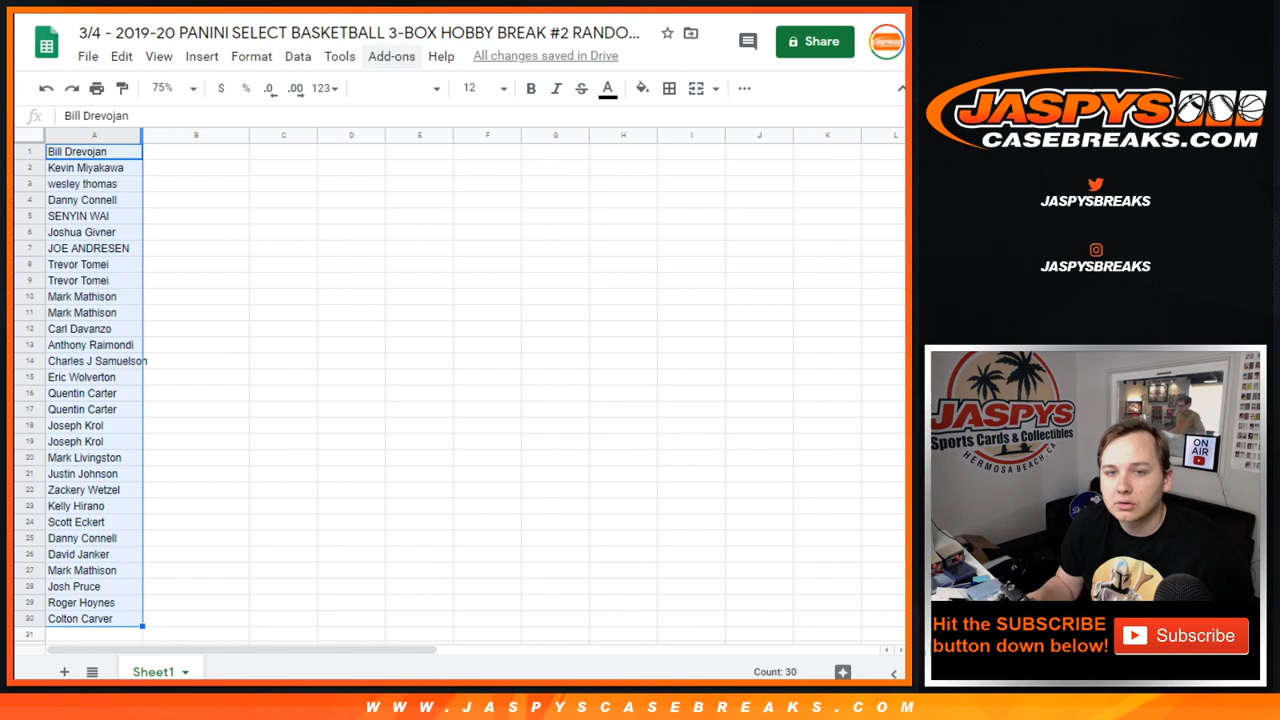 3/4 - 2019-20 PANINI SELECT BASKETBALL 3-BOX HOBBY BREAK #2 RANDO...
File Edit View Insert Format Data Tools Add-ons Help All changes saved in Drive
Share
75% $ % .0 .00 123 12 B I S A
fx Bill Drevojan
A B C D E F G H I J K L
1 Bill Drevojan
2 Kevin Miyakawa
3 wesley thomas
4 Danny Connell
5 SENYIN WAI
6 Joshua Givner
7 JOE ANDRESEN
8 Trevor Tomei
9 Trevor Tomei
10 Mark Mathison
11 Mark Mathison
12 Carl Davanzo
13 Anthony Raimondi
14 Charles J Samuelson
15 Eric Wolverton
16 Quentin Carter
17 Quentin Carter
18 Joseph Krol
19 Joseph Krol
20 Mark Livingston
21 Justin Johnson
22 Zackery Wetzel
23 Kelly Hirano
24 Scott Eckert
25 Danny Connell
26 David Janker
27 Mark Mathison
28 Josh Pruce
29 Roger Hoynes
30 Colton Carver
31
Sheet1
Count: 30
JASPYS
CASEBREAKS.COM
JASPYSBREAKS
JASPYSBREAKS
JASPYS
Sports Cards & Collectibles
HERMOSA BEACH, CA
ON
AIR
Hit the SUBSCRIBE
button down below!
Subscribe
WWW.JASPYSCASEBREAKS.COM